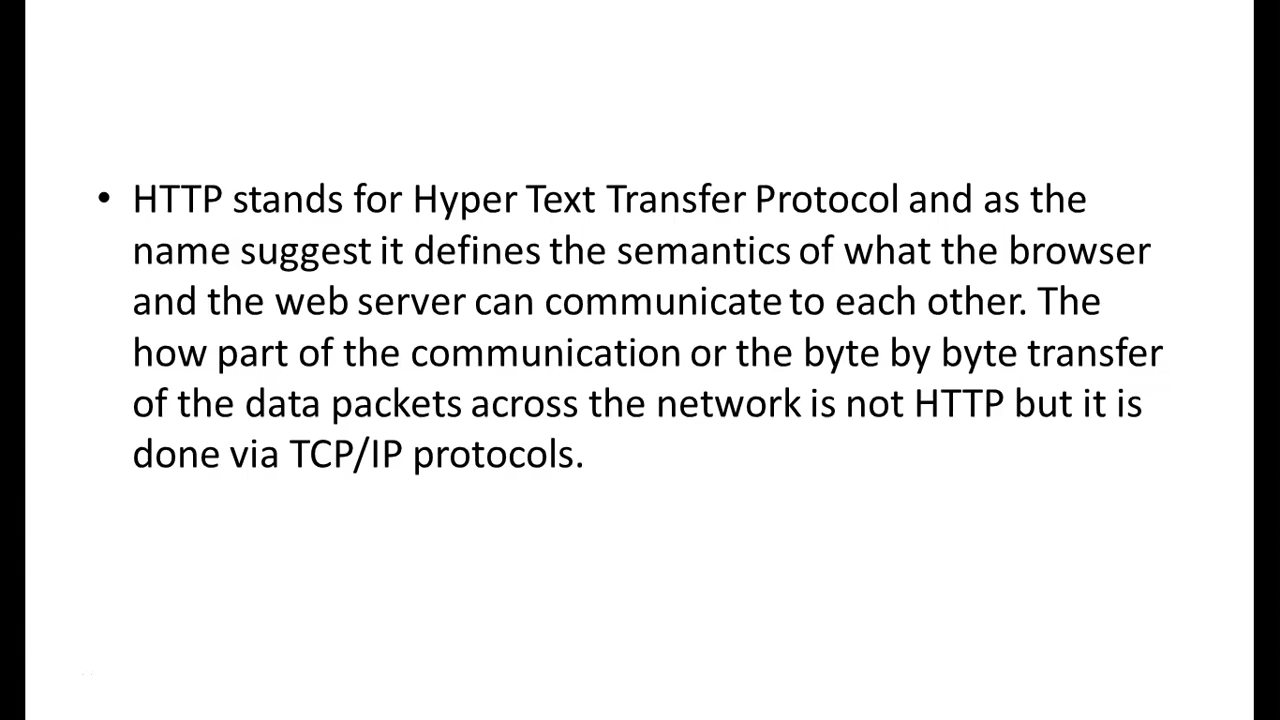 • HTTP stands for Hyper Text Transfer Protocol and as the
name suggest it defines the semantics of what the browser
and the web server can communicate to each other. The
how part of the communication or the byte by byte transfer
of the data packets across the network is not HTTP but it is
done via TCP/IP protocols.